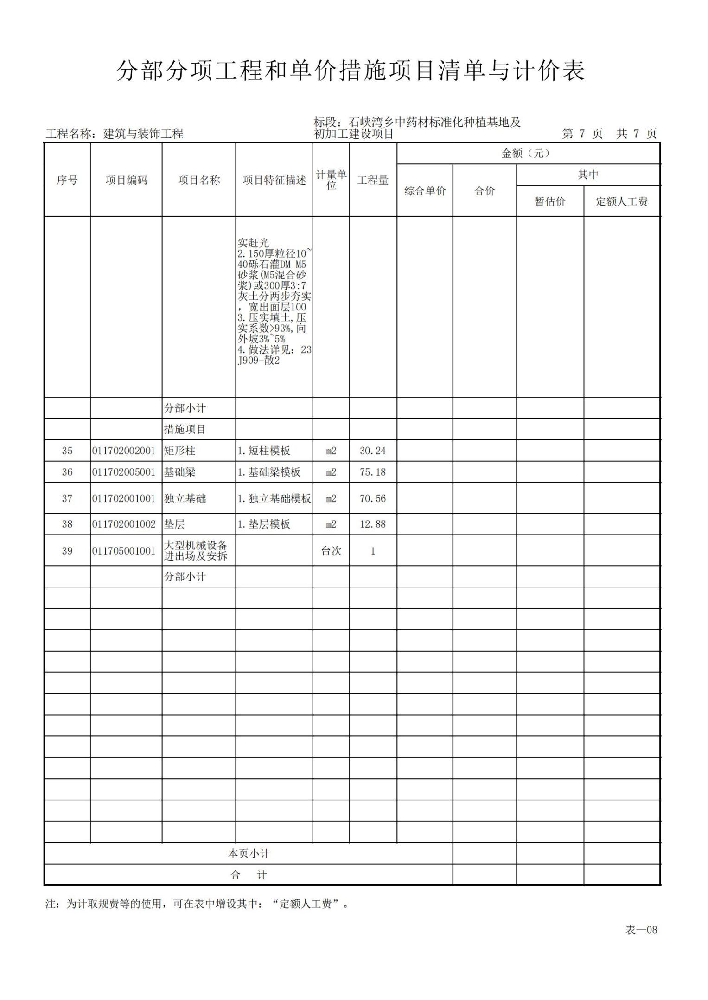 分部分项工程和单价措施项目清单与计价表
标段：石峡湾乡中药材标准化种植基地及
工程名称：建筑与装饰工程 初加工建设项目 第 7 页 共 7 页
金额（元）
序号 项目编码 项目名称 项目特征描述 计量单 工程量 其中
位 综合单价 合价
暂估价 定额人工费
实赶光
2.150厚粒径10~
40砾石灌DM M5
砂浆(M5混合砂
浆)或300厚3:7
灰土分两步夯实
，宽出面层100
3.压实填土,压
实系数>93%,向
外坡3%~5%
4.做法详见：23
J909-散2
分部小计
措施项目
35 011702002001 矩形柱 1.短柱模板 m2 30.24
36 011702005001 基础梁 1.基础梁模板 m2 75.18
37 011702001001 独立基础 1.独立基础模板 m2 70.56
38 011702001002 垫层 1.垫层模板 m2 12.88
大型机械设备
39 011705001001 进出场及安拆 台次 1
分部小计
本页小计
合 计
注：为计取规费等的使用，可在表中增设其中：“定额人工费”。
表—08